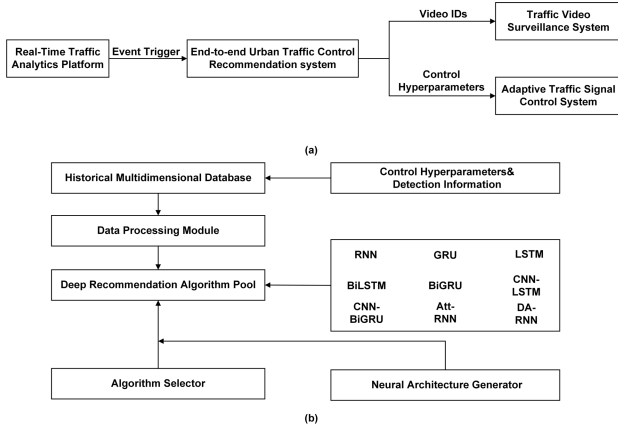 Real-Time Traffic
Analytics Platform
Event Trigger
End-to-end Urban Traffic Control
Recommendation system
Video IDs
Traffic Video
Surveillance System
Control
Hyperparameters
Adaptive Traffic Signal
Control System
(a)
Historical Multidimensional Database
Control Hyperparameters&
Detection Information
Data Processing Module
Deep Recommendation Algorithm Pool
RNN
GRU
LSTM
BiLSTM
BiGRU
CNN-
LSTM
CNN-
BiGRU
Att-
RNN
DA-
RNN
Algorithm Selector
Neural Architecture Generator
(b)